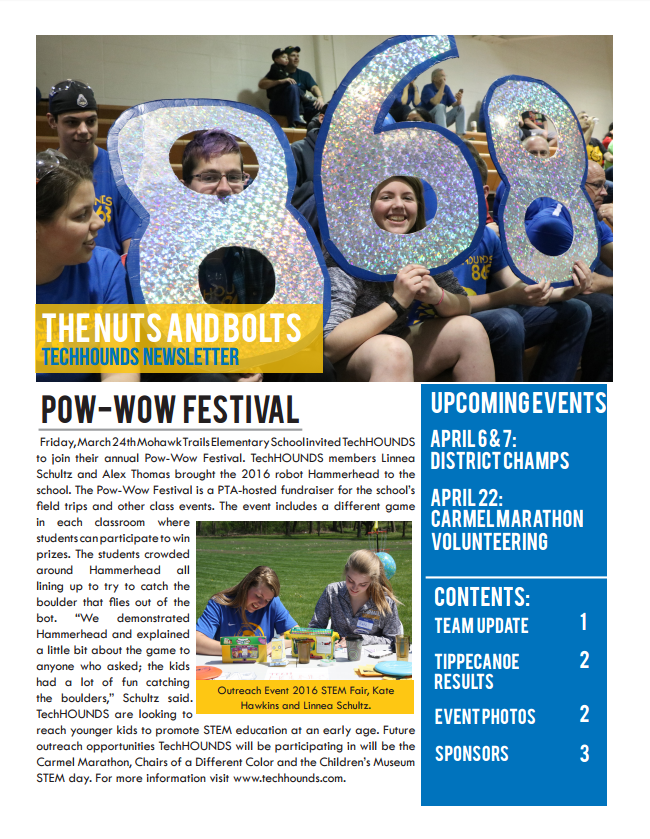 868
THE NUTS AND BOLTS
TECHHOUNDS NEWSLETTER
POW-WOW FESTIVAL
Friday, March 24th Mohawk Trails Elementary School invited TechHOUNDS
to join their annual Pow-Wow Festival. TechHOUNDS members Linnea
Schultz and Alex Thomas brought the 2016 robot Hammerhead to the
school. The Pow-Wow Festival is a PTA-hosted fundraiser for the school's
field trips and other class events. The event includes a different game
in each classroom where
students can participate to win
prizes. The students crowded
around Hammerhead all
lining up to try to catch the
boulder that flies out of the
bot. “We demonstrated
Hammerhead and explained
a little bit about the game to
anyone who asked; the kids
had a lot of fun catching
the boulders,” Schultz said.
TechHOUNDS are looking to
reach younger kids to promote STEM education at an early age. Future
outreach opportunities TechHOUNDS will be participating in will be the
Carmel Marathon, Chairs of a Different Color and the Children's Museum
STEM day. For more information visit www.techhounds.com.
Outreach Event 2016 STEM Fair, Kate
Hawkins and Linnea Schultz.
UPCOMING EVENTS
APRIL 6 & 7:
DISTRICT CHAMPS
APRIL 22:
CARMEL MARATHON
VOLUNTEERING
CONTENTS:
TEAM UPDATE 1
TIPPECANOE 2
RESULTS
EVENT PHOTOS 2
SPONSORS 3